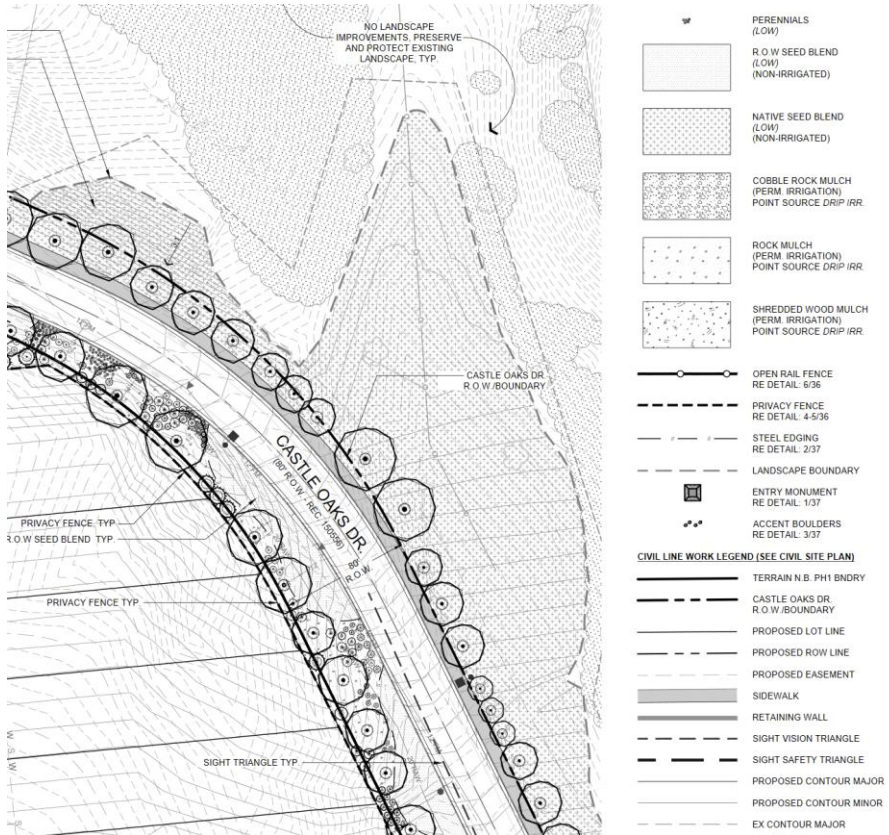 NO LANDSCAPE
IMPROVEMENTS, PRESERVE
AND PROTECT EXISTING
LANDSCAPE, TYP.
CASTLE OAKS DR.
R.O.W./BOUNDARY
CASTLE OAKS DR.
(80' R.O.W - REC. 150556)
80'
R.O.W
PRIVACY FENCE, TYP.
R.O.W SEED BLEND TYP.
PRIVACY FENCE TYP.
SIGHT TRIANGLE TYP.
PERENNIALS
(LOW)
R.O.W SEED BLEND
(LOW)
(NON-IRRIGATED)
NATIVE SEED BLEND
(LOW)
(NON-IRRIGATED)
COBBLE ROCK MULCH
(PERM. IRRIGATION)
POINT SOURCE DRIP IRR.
ROCK MULCH
(PERM. IRRIGATION)
POINT SOURCE DRIP IRR.
SHREDDED WOOD MULCH
(PERM. IRRIGATION)
POINT SOURCE DRIP IRR.
OPEN RAIL FENCE
RE DETAIL: 6/36
PRIVACY FENCE
RE DETAIL: 4-5/36
STEEL EDGING
RE DETAIL: 2/37
LANDSCAPE BOUNDARY
ENTRY MONUMENT
RE DETAIL: 1/37
ACCENT BOULDERS
RE DETAIL: 3/37
CIVIL LINE WORK LEGEND (SEE CIVIL SITE PLAN)
TERRAIN N.B. PH1 BNDRY
CASTLE OAKS DR.
R.O.W./BOUNDARY
PROPOSED LOT LINE
PROPOSED ROW LINE
PROPOSED EASEMENT
SIDEWALK
RETAINING WALL
SIGHT VISION TRIANGLE
SIGHT SAFETY TRIANGLE
PROPOSED CONTOUR MAJOR
PROPOSED CONTOUR MINOR
EX CONTOUR MAJOR